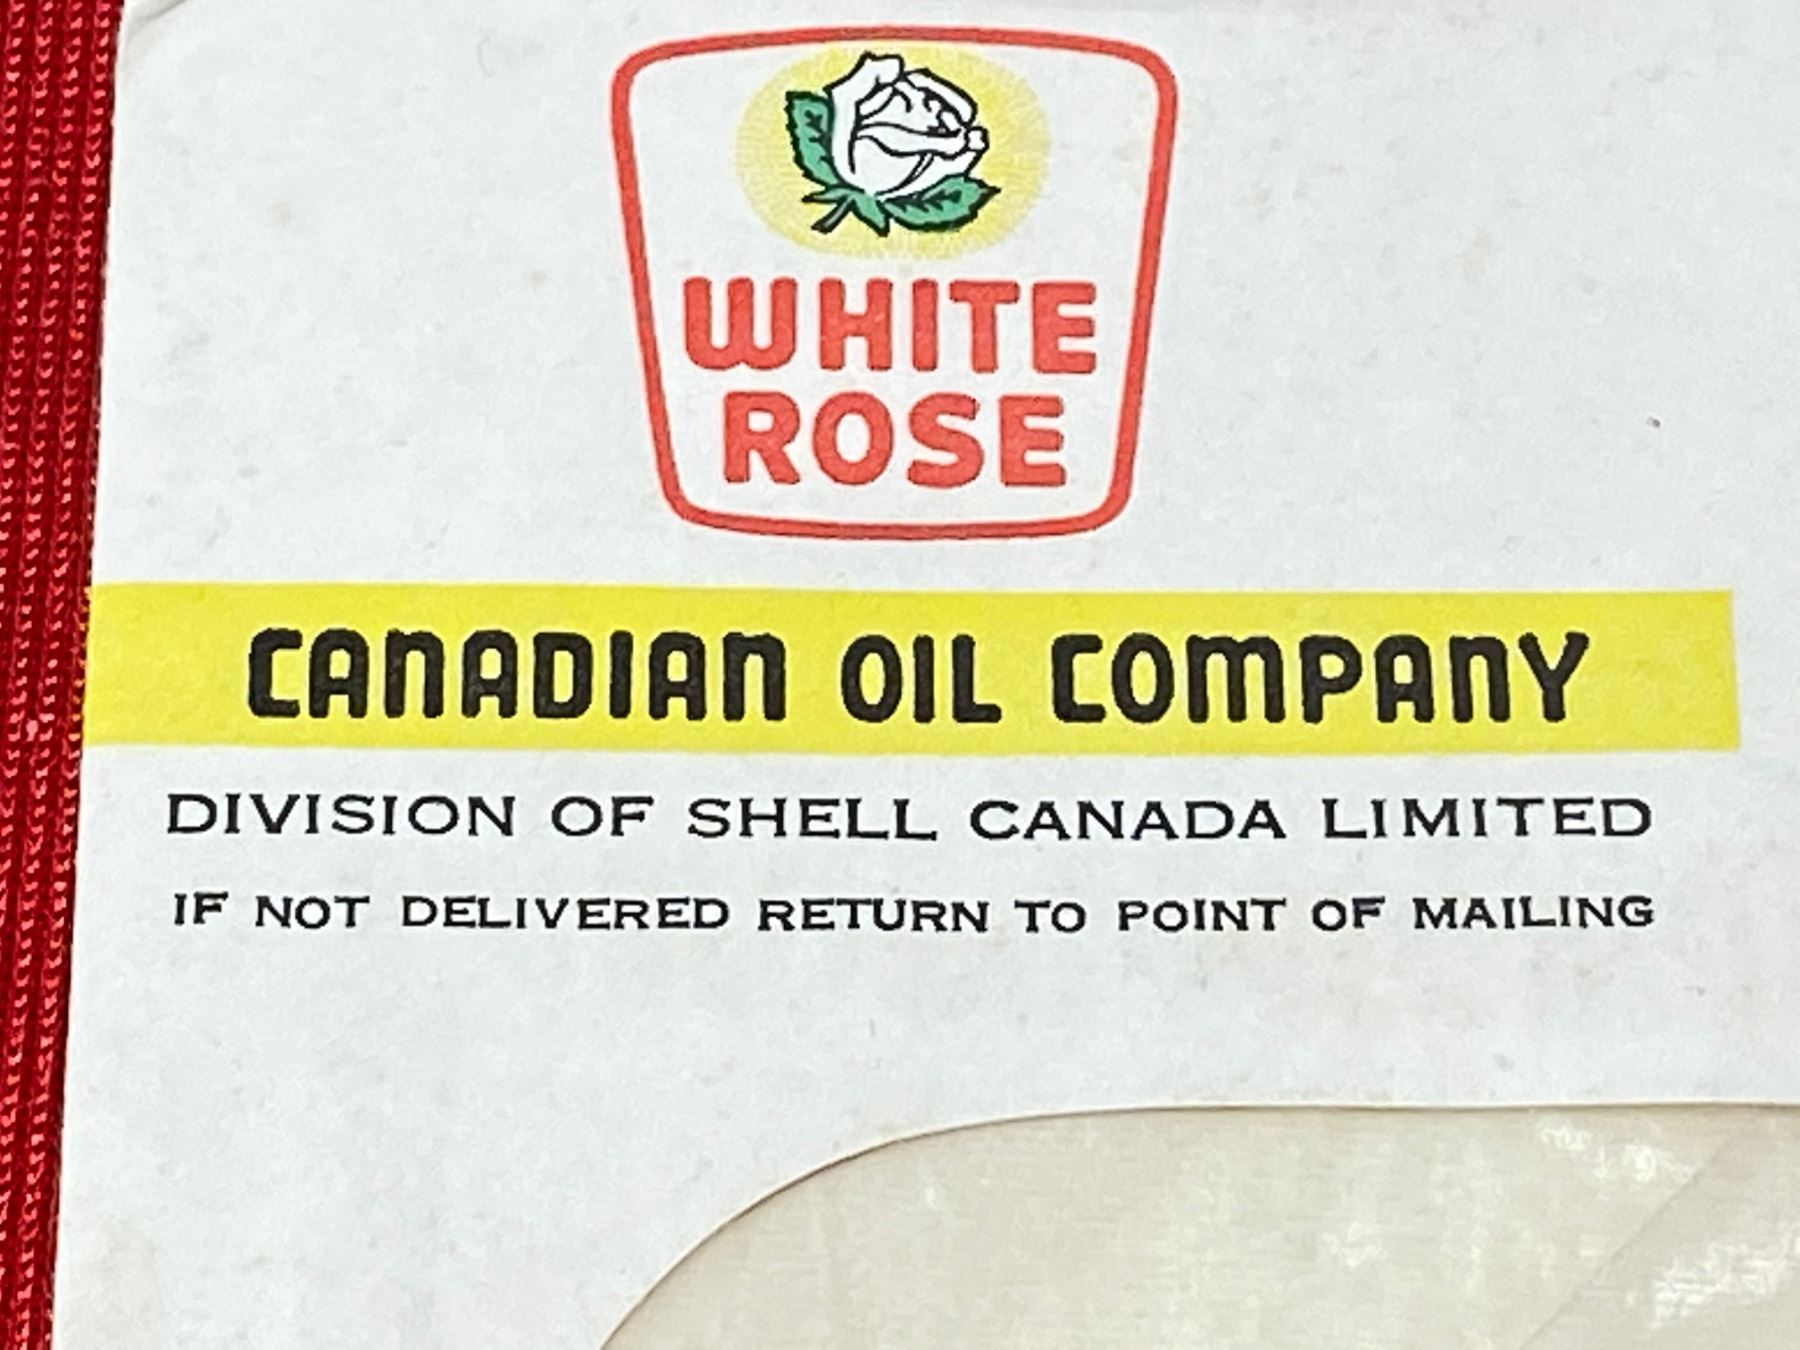 WHITE
ROSE
CANADIAN OIL COMPANY
DIVISION OF SHELL CANADA LIMITED
IF NOT DELIVERED RETURN TO POINT OF MAILING